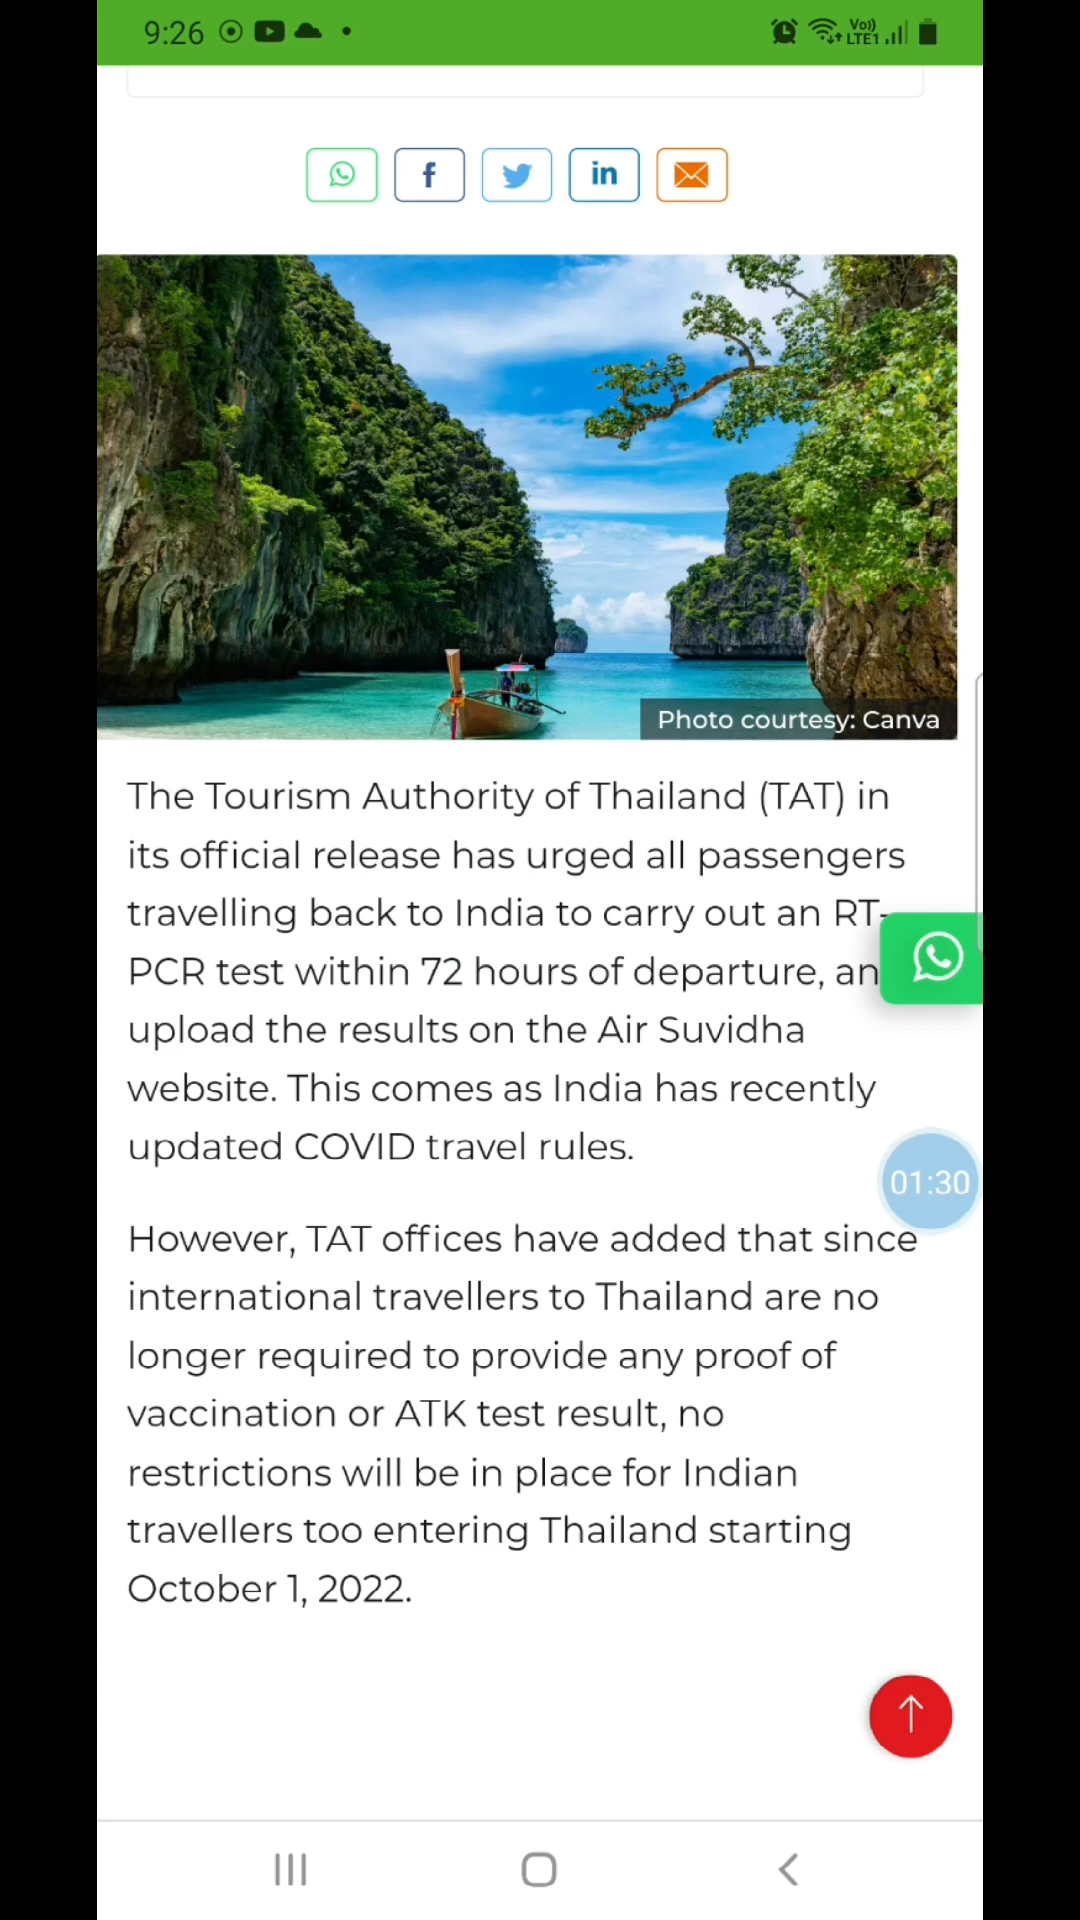 9:26
Vo))
LTE1
f
in
Photo courtesy: Canva
The Tourism Authority of Thailand (TAT) in
its official release has urged all passengers
travelling back to India to carry out an RT-
PCR test within 72 hours of departure, an
upload the results on the Air Suvidha
website. This comes as India has recently
updated COVID travel rules.
01:30
However, TAT offices have added that since
international travellers to Thailand are no
longer required to provide any proof of
vaccination or ATK test result, no
restrictions will be in place for Indian
travellers too entering Thailand starting
October 1, 2022.